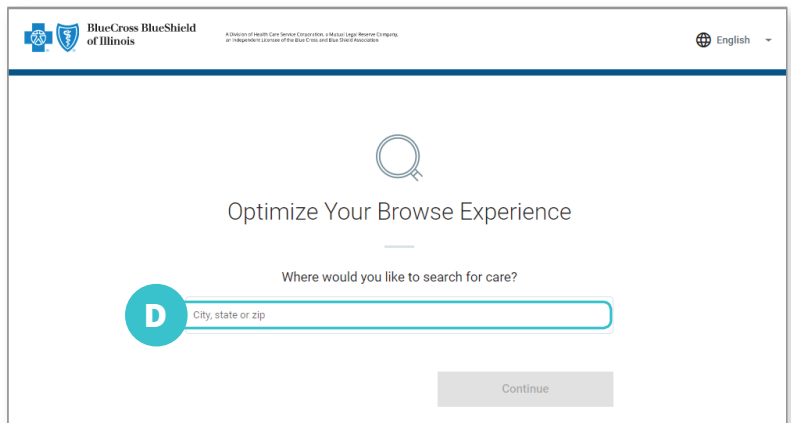 BlueCross BlueShield
of Illinois
A Division of Health Care Service Corporation, a Mutual Legal Reserve Company,
an Independent Licensee of the Blue Cross and Blue Shield Association
English
Optimize Your Browse Experience
Where would you like to search for care?
D
City, state or zip
Continue